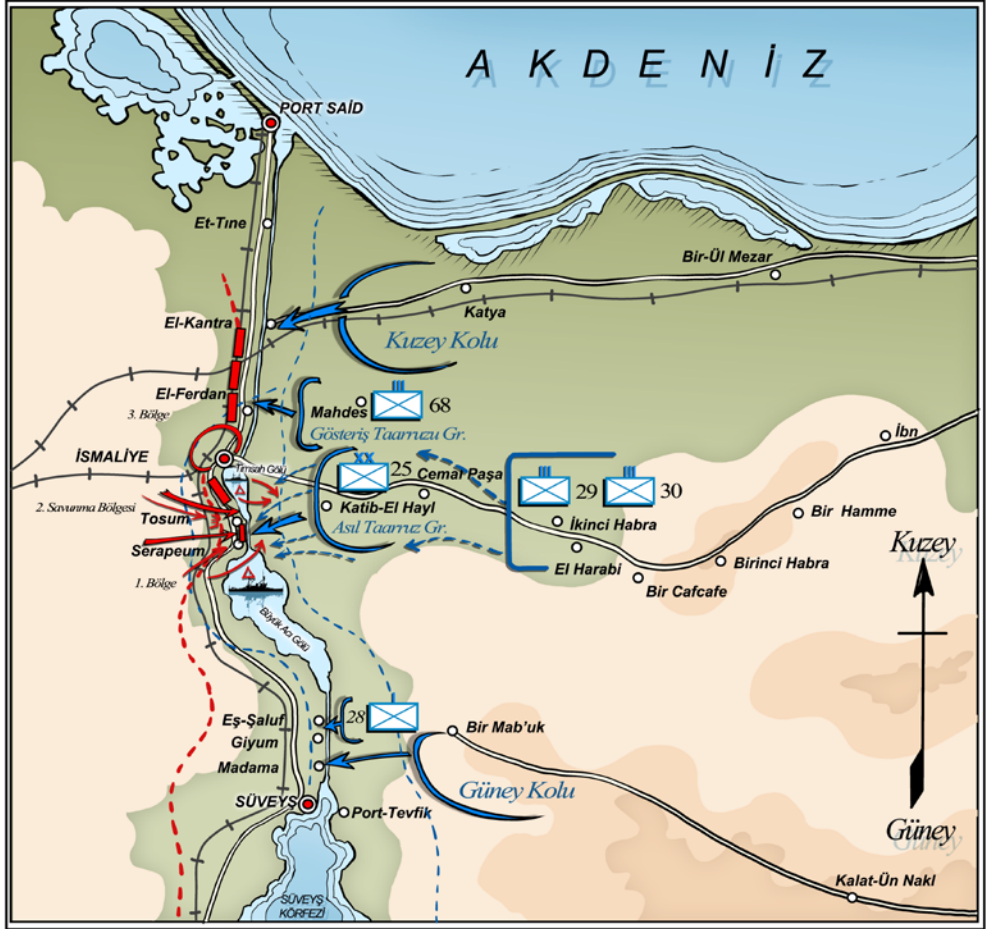 AKDENİZ
PORT SAİD
Et-Tıne
Bir-Ül Mezar
Katya
El-Kantra
Kuzey Kolu
El-Ferdan
3. Bölge
Mahdes
68
Gösteriş Taarruzu Gr.
İbn
İSMALİYE
Timsah Gölü
25
Cemar Paşa
29
30
2. Savunma Bölgesi
Katib-El Hayl
Tosum
Asıl Taarruz Gr.
İkinci Habra
Bir Hamme
Serapeum
El Harabi
Birinci Habra
Kuzey
1. Bölge
Bir Cafcafe
Büyük Acı Gölü
Eş-Şaluf
28
Bir Mab'uk
Giyum
Madama
Güney Kolu
SÜVEYŞ
Port-Tevfik
Güney
Kalat-Ün Nakl
SÜVEYŞ
KÖRFEZİ